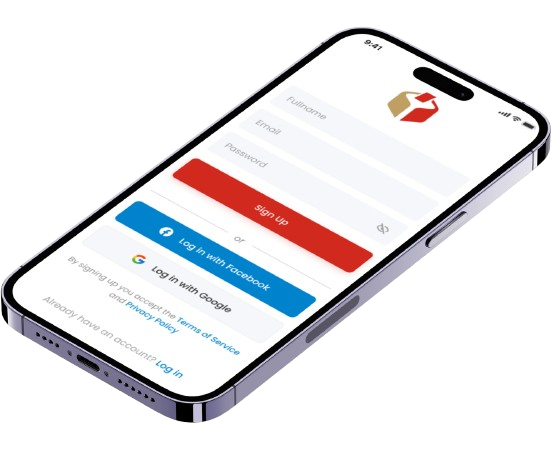 9:41
Fullname
Email
Password
Sign Up
or
Log in with Facebook
Log in with Google
By signing up you accept the Terms of Service
and Privacy Policy
Already have an account? Log in